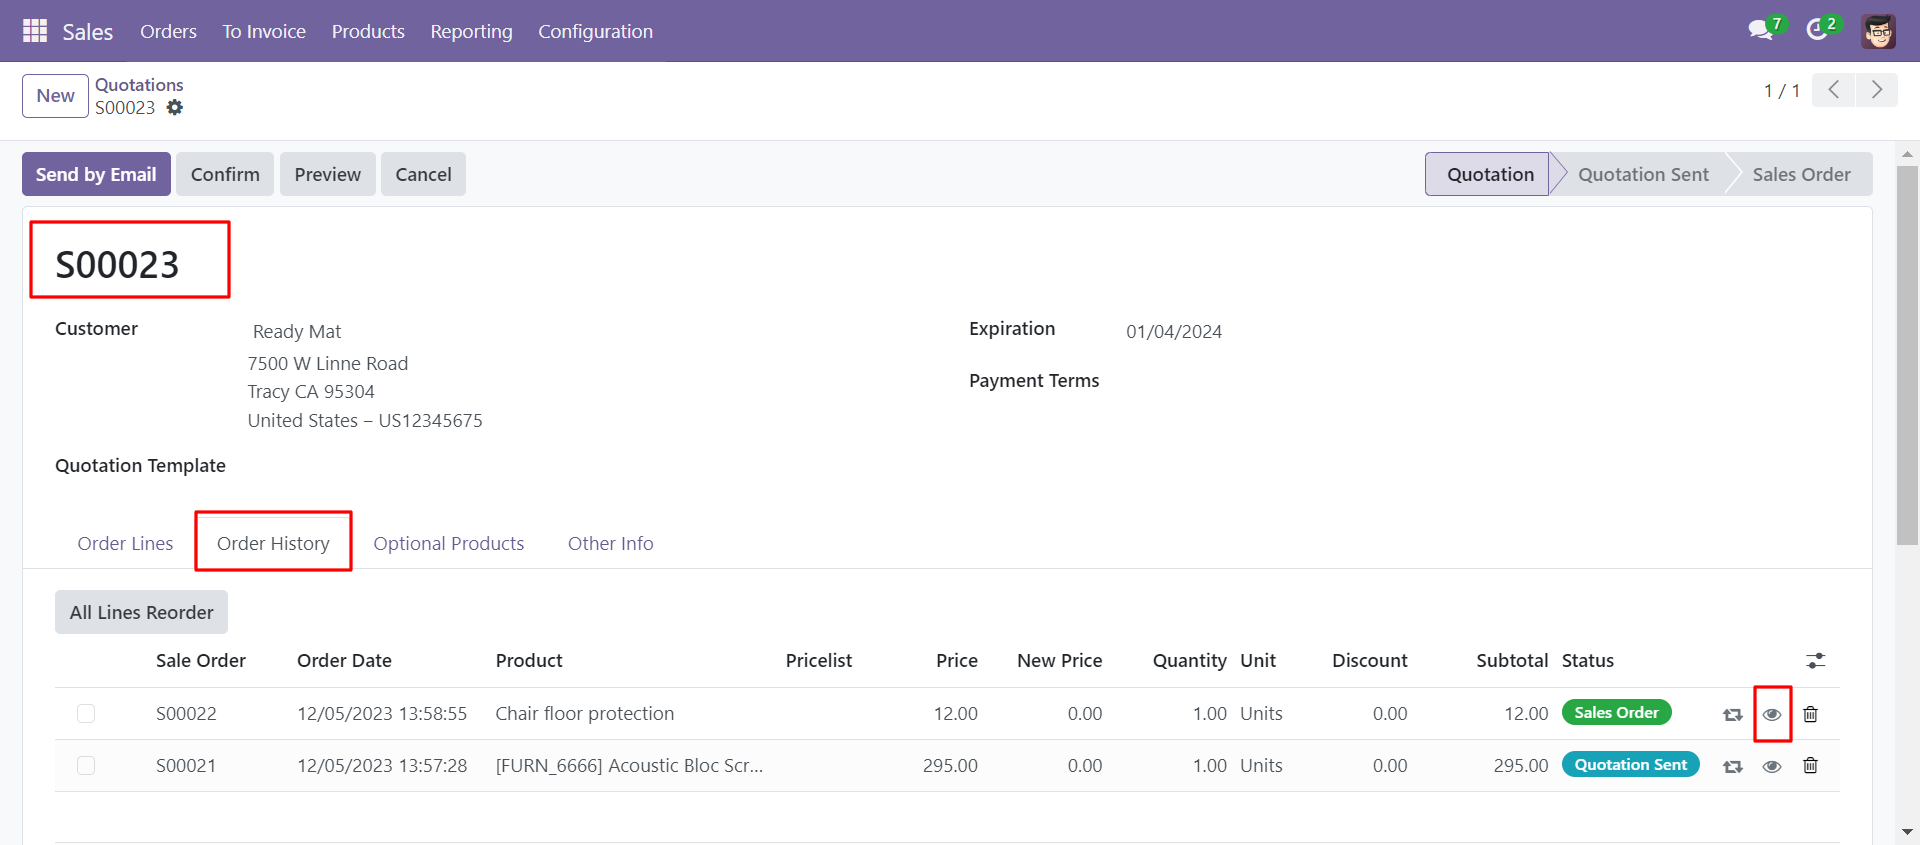 Sales Orders To Invoice Products Reporting Configuration 7 2
New Quotations
S00023
1 / 1
Send by Email Confirm Preview Cancel Quotation Quotation Sent Sales Order
S00023
Customer Ready Mat Expiration 01/04/2024
7500 W Linne Road
Tracy CA 95304 Payment Terms
United States – US12345675
Quotation Template
Order Lines Order History Optional Products Other Info
All Lines Reorder
Sale Order Order Date Product Pricelist Price New Price Quantity Unit Discount Subtotal Status
S00022 12/05/2023 13:58:55 Chair floor protection 12.00 0.00 1.00 Units 0.00 12.00 Sales Order
S00021 12/05/2023 13:57:28 [FURN_6666] Acoustic Bloc Scr... 295.00 0.00 1.00 Units 0.00 295.00 Quotation Sent